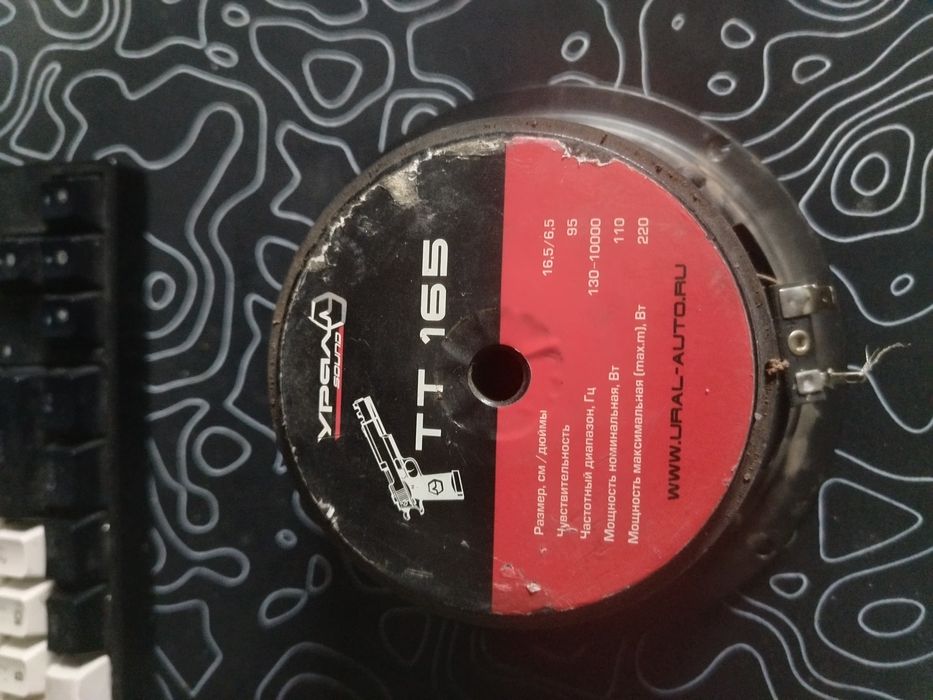 УРАЛ
SOUND
ТТ 165
Размер, см / дюймы 16,5/6,5
Чувствительность 95
Частотный диапазон, Гц 130-10000
Мощность номинальная, Вт 110
Мощность максимальная (max.m), Вт 220
WWW.URAL-AUTO.RU